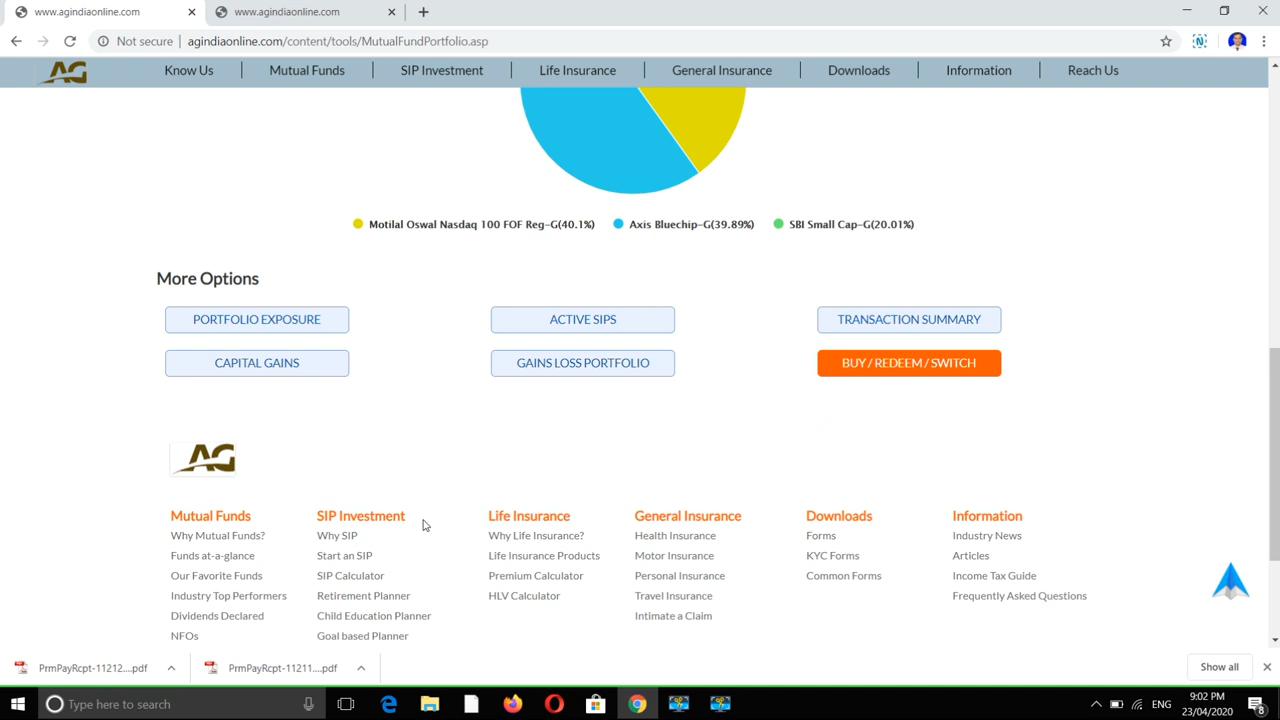 www.agindiaonline.com
www.agindiaonline.com
Not secure
agindiaonline.com/content/tools/MutualFundPortfolio.asp
N
AG
Know Us
Mutual Funds
SIP Investment
Life Insurance
General Insurance
Downloads
Information
Reach Us
Motilal Oswal Nasdaq 100 FOF Reg-G(40.1%)
Axis Bluechip-G(39.89%)
SBI Small Cap-G(20.01%)
More Options
PORTFOLIO EXPOSURE
ACTIVE SIPS
TRANSACTION SUMMARY
CAPITAL GAINS
GAINS LOSS PORTFOLIO
BUY / REDEEM / SWITCH
AG
Mutual Funds
Why Mutual Funds?
Funds at-a-glance
Our Favorite Funds
Industry Top Performers
Dividends Declared
NFOs
SIP Investment
Why SIP
Start an SIP
SIP Calculator
Retirement Planner
Child Education Planner
Goal based Planner
Life Insurance
Why Life Insurance?
Life Insurance Products
Premium Calculator
HLV Calculator
General Insurance
Health Insurance
Motor Insurance
Personal Insurance
Travel Insurance
Intimate a Claim
Downloads
Forms
KYC Forms
Common Forms
Information
Industry News
Articles
Income Tax Guide
Frequently Asked Questions
PrmPayRcpt-11212....pdf
PrmPayRcpt-11211....pdf
Show all
Type here to search
ENG
9:02 PM
23/04/2020
8